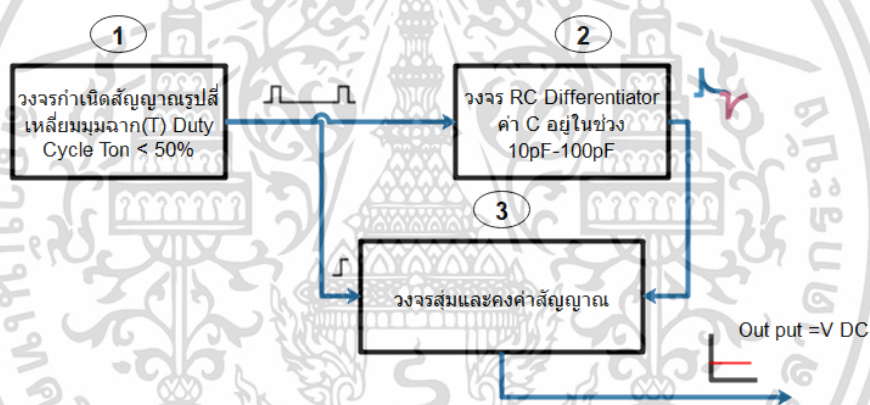 1
วงจรกำเนิดสัญญาณรูปสี่
เหลี่ยมมุมฉาก(T) Duty
Cycle Ton < 50%
2
วงจร RC Differentiator
ค่า C อยู่ในช่วง
10pF-100pF
3
วงจรสุ่มและคงค่าสัญญาณ
Out put =V DC